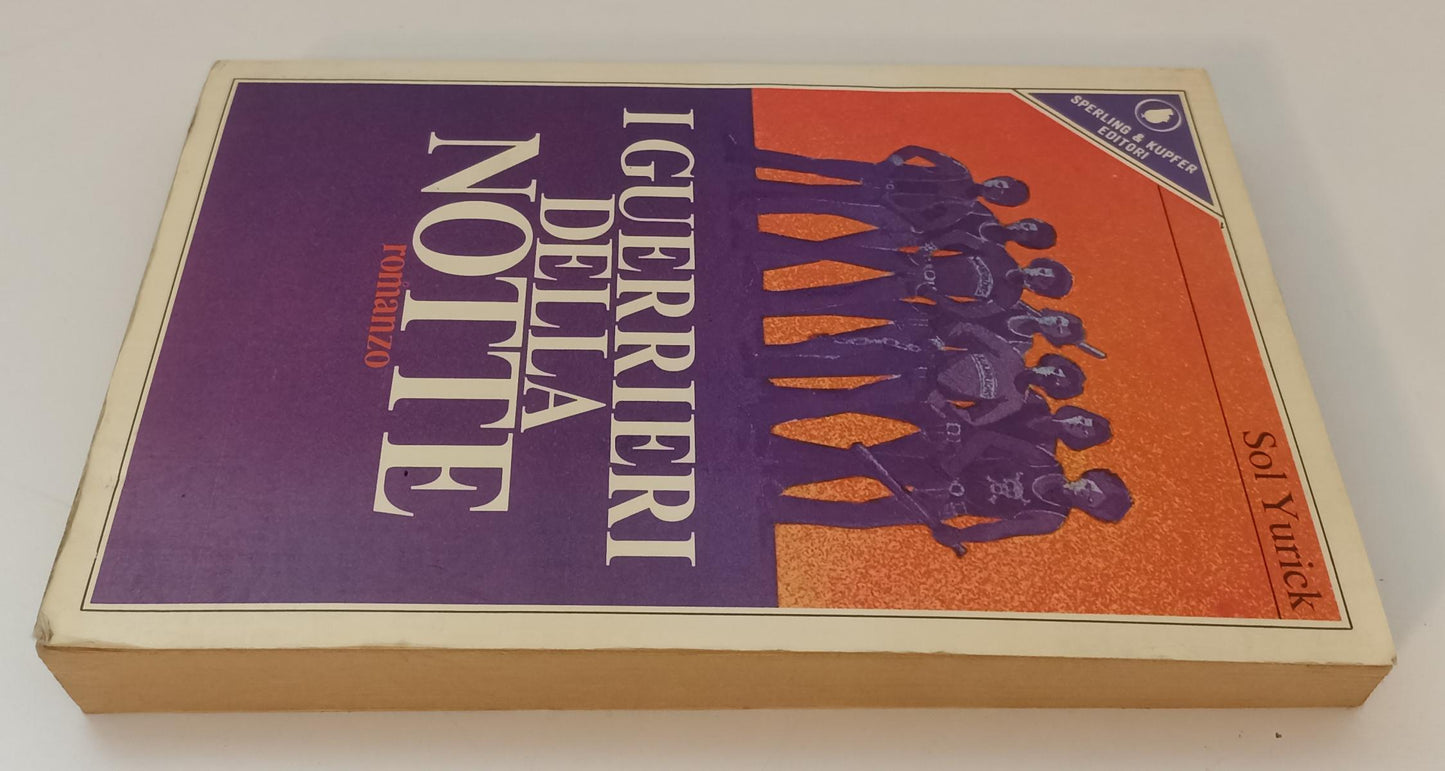 SPERLING & KUPFER
EDITORI
Sol Yurick
I GUERRIERI
DELLA
NOTTE
romanzo